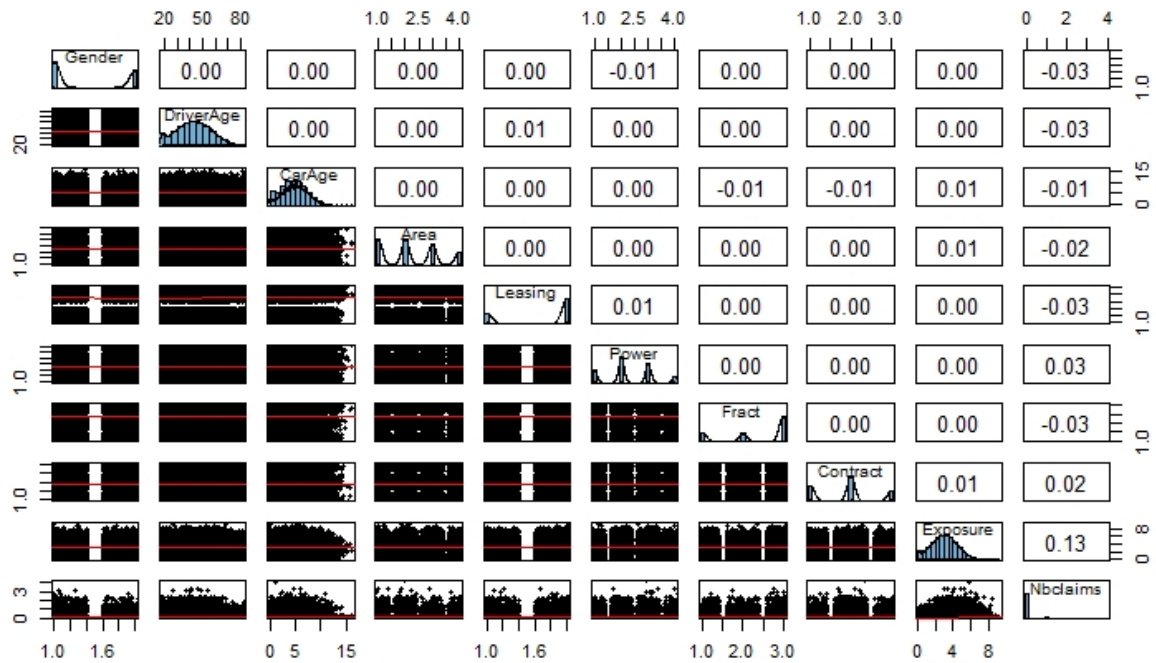 20 50 80 1.0 2.5 4.0 1.0 2.5 4.0 1.0 2.0 3.0 0 2 4
Gender 0.00 0.00 0.00 0.00 -0.01 0.00 0.00 0.00 -0.03 1.0
20 DriverAge 0.00 0.00 0.01 0.00 0.00 0.00 0.00 -0.03
CarAge 0.00 0.00 0.00 -0.01 -0.01 0.01 -0.01 0 15
1.0 Area 0.00 0.00 0.00 0.00 0.01 -0.02
Leasing 0.01 0.00 0.00 0.00 -0.03 1.0
1.0 Power 0.00 0.00 0.00 0.03
Fract 0.00 0.00 -0.03 1.0
1.0 Contract 0.01 0.02
Exposure 0.13 0 8
0 3 Nbclaims
1.0 1.6 0 5 15 1.0 1.6 1.0 2.0 3.0 0 4 8